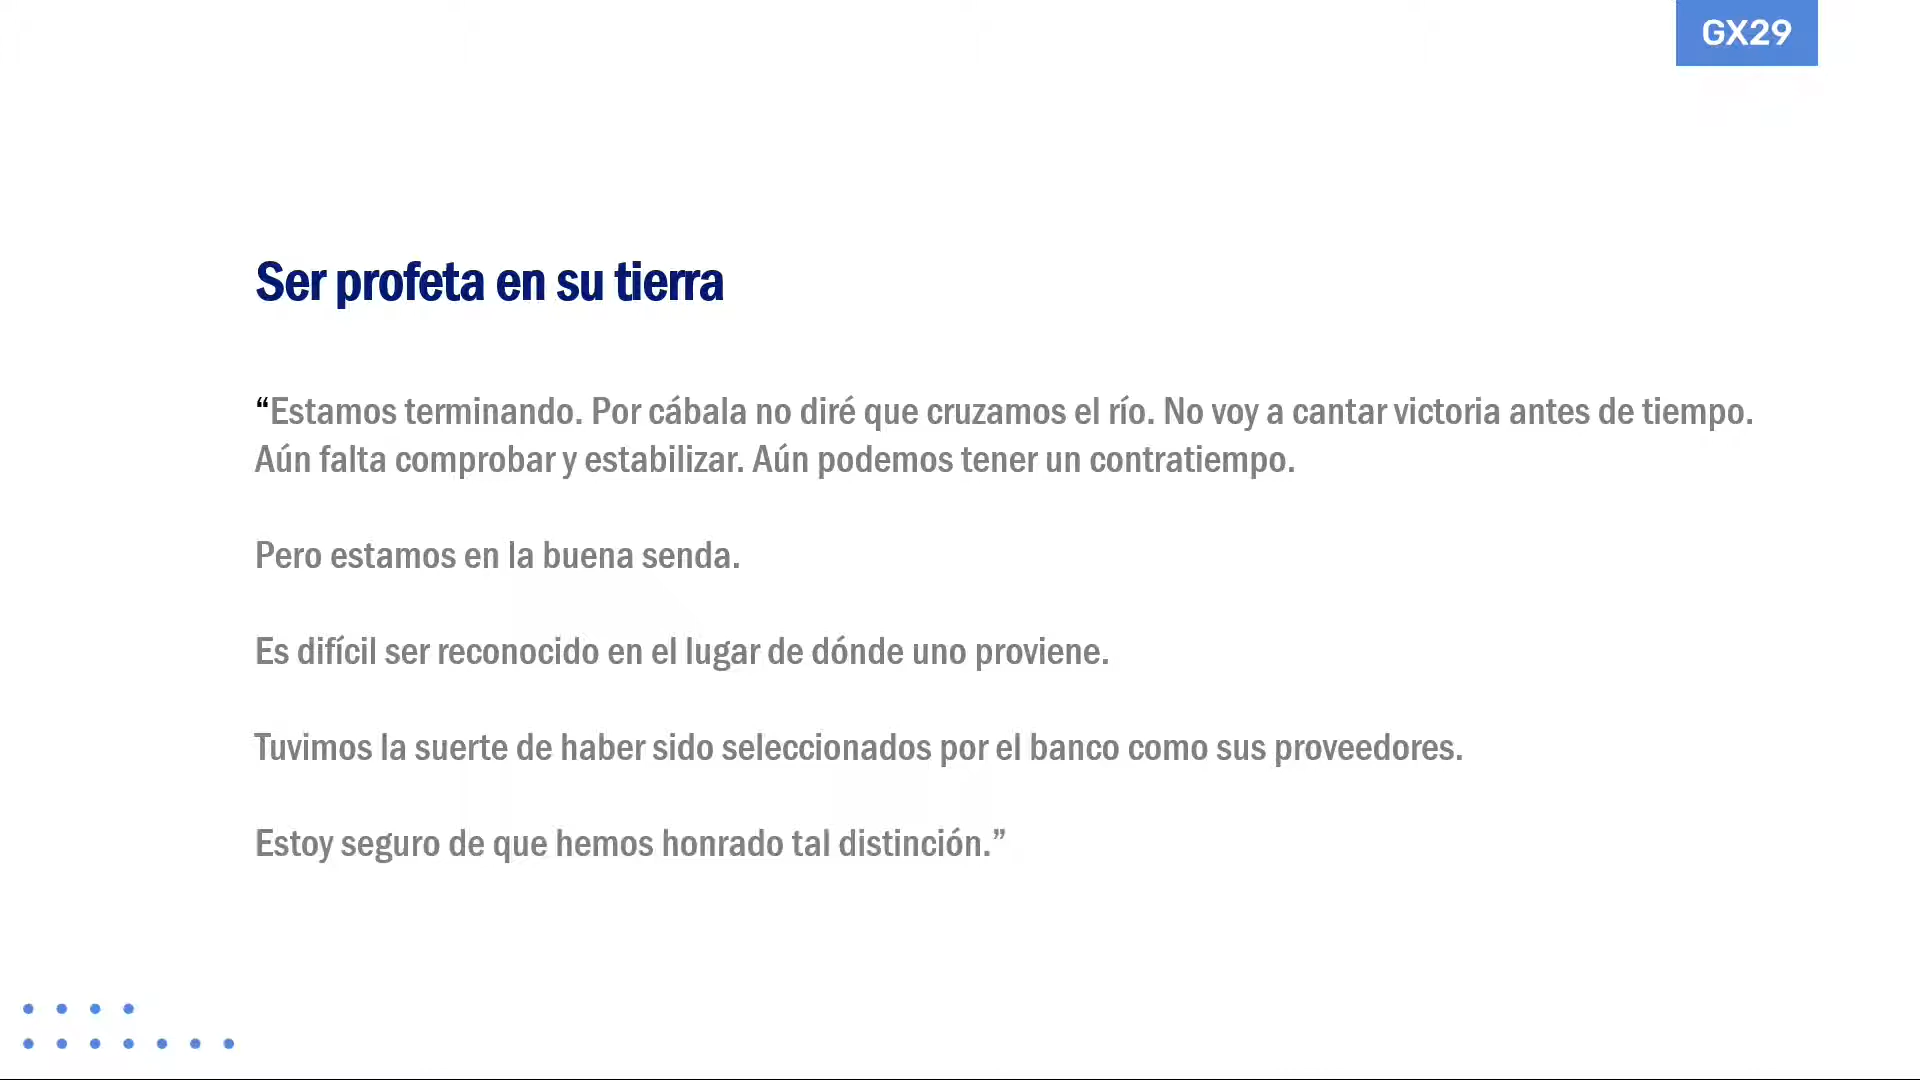 GX29
Ser profeta en su tierra
“Estamos terminando. Por cábala no diré que cruzamos el río. No voy a cantar victoria antes de tiempo.
Aún falta comprobar y estabilizar. Aún podemos tener un contratiempo.
Pero estamos en la buena senda.
Es difícil ser reconocido en el lugar de dónde uno proviene.
Tuvimos la suerte de haber sido seleccionados por el banco como sus proveedores.
Estoy seguro de que hemos honrado tal distinción.”